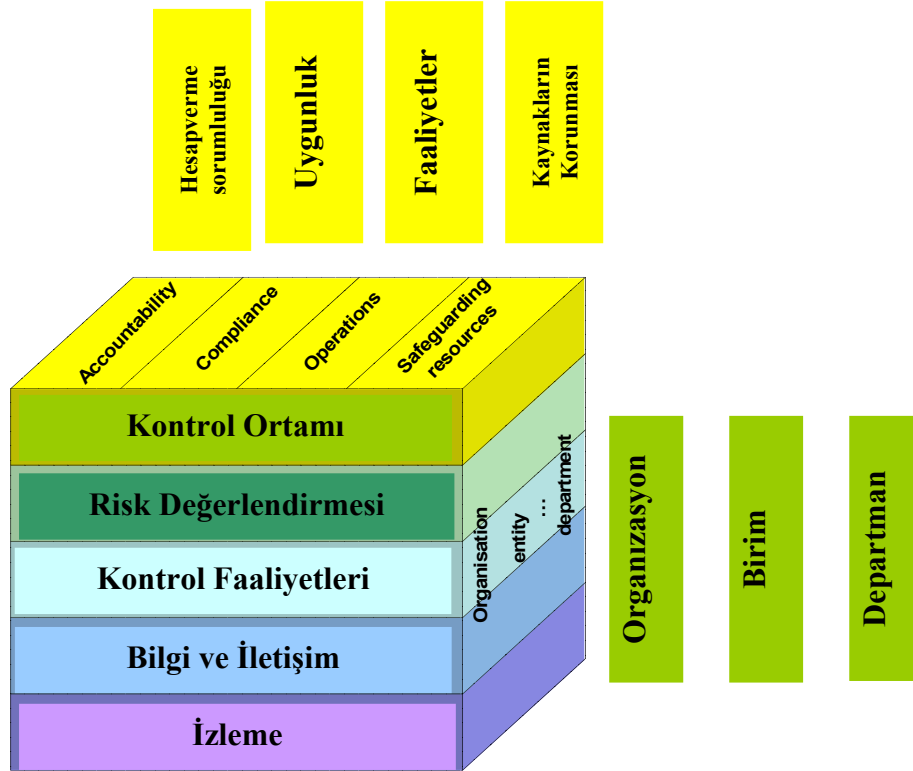 Hesapverme
sorumluluğu
Uygunluk
Faaliyetler
Kaynakların
Korunması
Accountability
Compliance
Operations
Safeguarding
resources
Kontrol Ortamı
Risk Değerlendirmesi
Kontrol Faaliyetleri
Bilgi ve İletişim
İzleme
Organisation
entity
…
department
Organızasyon
Birim
Departman